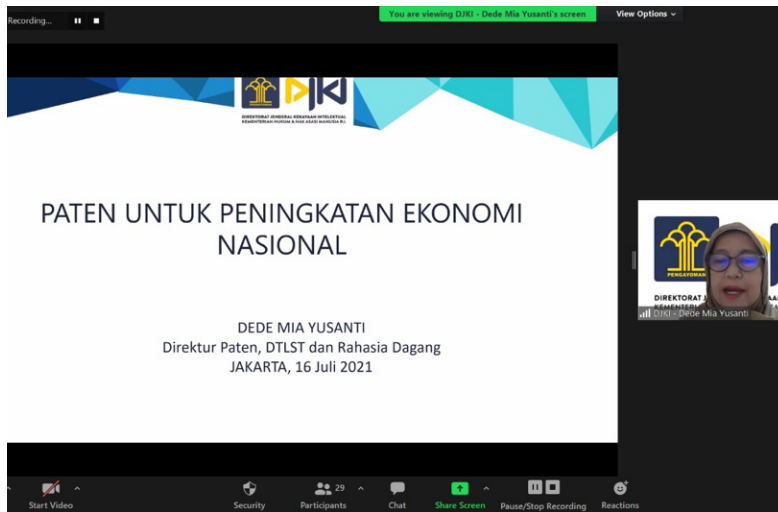 Recording...
You are viewing DJKI - Dede Mia Yusanti's screen
View Options
DIREKTORAT JENDERAL KEKAYAAN INTELEKTUAL
KEMENTERIAN HUKUM & HAK ASASI MANUSIA R.I.
PATEN UNTUK PENINGKATAN EKONOMI
NASIONAL
DEDE MIA YUSANTI
Direktur Paten, DTLST dan Rahasia Dagang
JAKARTA, 16 Juli 2021
PENGAYOMAN
DIREKTORAT J
KEMENTERI
DJKI - Dede Mia Yusanti
Start Video
Security
Participants
29
Chat
Share Screen
Pause/Stop Recording
Reactions